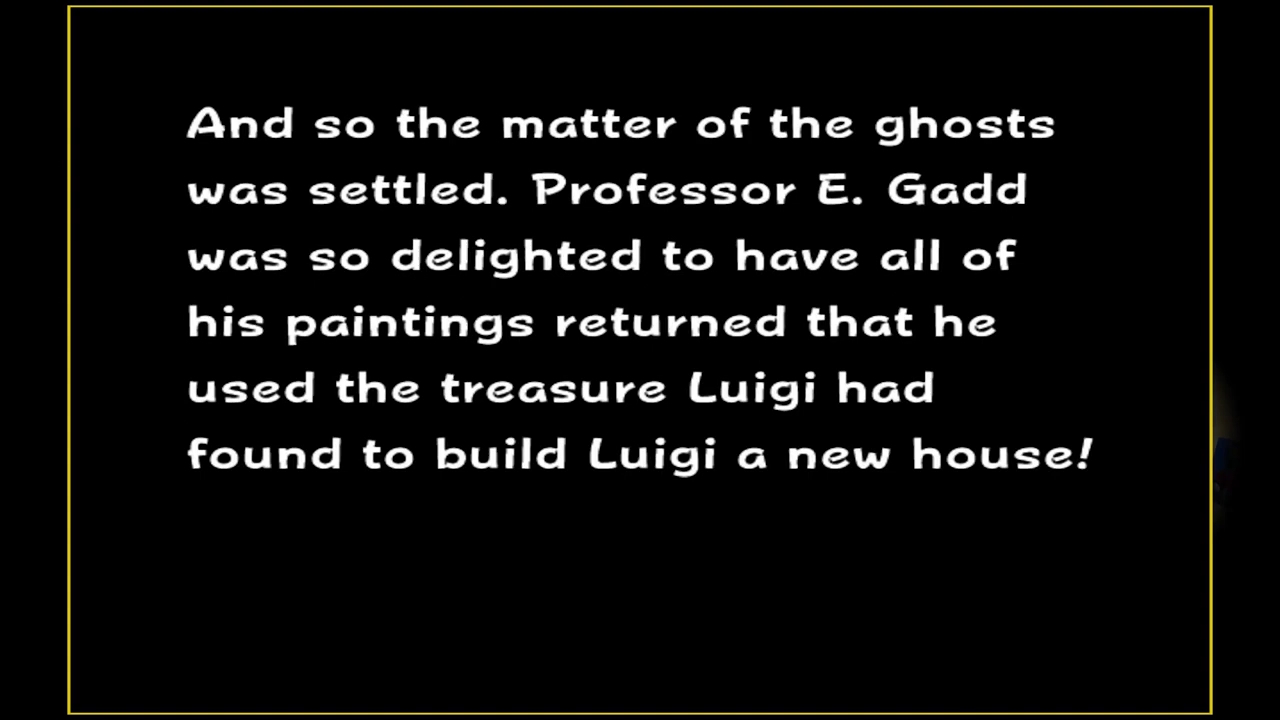 And so the matter of the ghosts
was settled. Professor E. Gadd
was so delighted to have all of
his paintings returned that he
used the treasure Luigi had
found to build Luigi a new house!